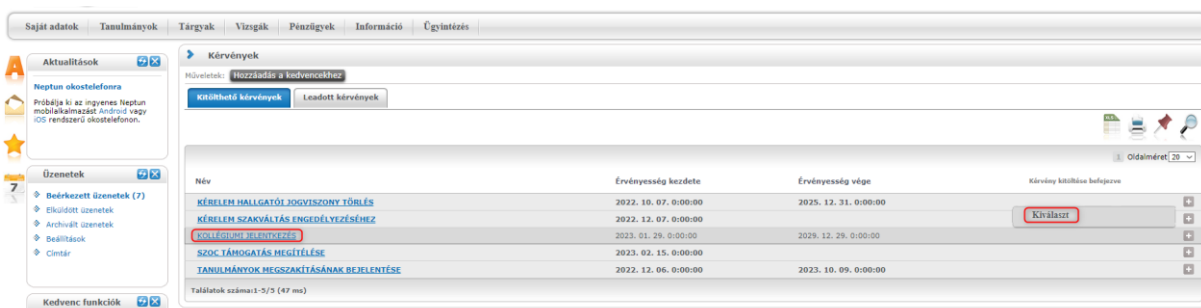 Saját adatok Tanulmányok Tárgyak Vizsgák Pénzügyek Információ Ügyintézés
Aktualitások
Neptun okostelefonra
Próbálja ki az ingyenes Neptun
mobilalkalmazást Android vagy
iOS rendszerű okostelefonon.
Üzenetek
7
Beérkezett üzenetek (7)
Elküldött üzenetek
Archivált üzenetek
Beállítások
Címtár
Kedvenc funkciók
Kérvények
Műveletek: Hozzáadás a kedvencekhez
Kitölthető kérvények Leadott kérvények
Oldalméret 20
Név Érvényesség kezdete Érvényesség vége Kérvény kitöltése befejezve
KÉRELEM HALLGATÓI JOGVISZONY TÖRLÉS 2022. 10. 07. 0:00:00 2025. 12. 31. 0:00:00
KÉRELEM SZAKVÁLTÁS ENGEDÉLYEZÉSÉHEZ 2022. 12. 07. 0:00:00
Kiválaszt
KOLLÉGIUMI JELENTKEZÉS 2023. 01. 29. 0:00:00 2029. 12. 29. 0:00:00
SZOC TÁMOGATÁS MEGÍTÉLÉSE 2023. 02. 15. 0:00:00
TANULMÁNYOK MEGSZAKÍTÁSÁNAK BEJELENTÉSE 2022. 12. 06. 0:00:00 2023. 10. 09. 0:00:00
Találatok száma:1-5/5 (47 ms)